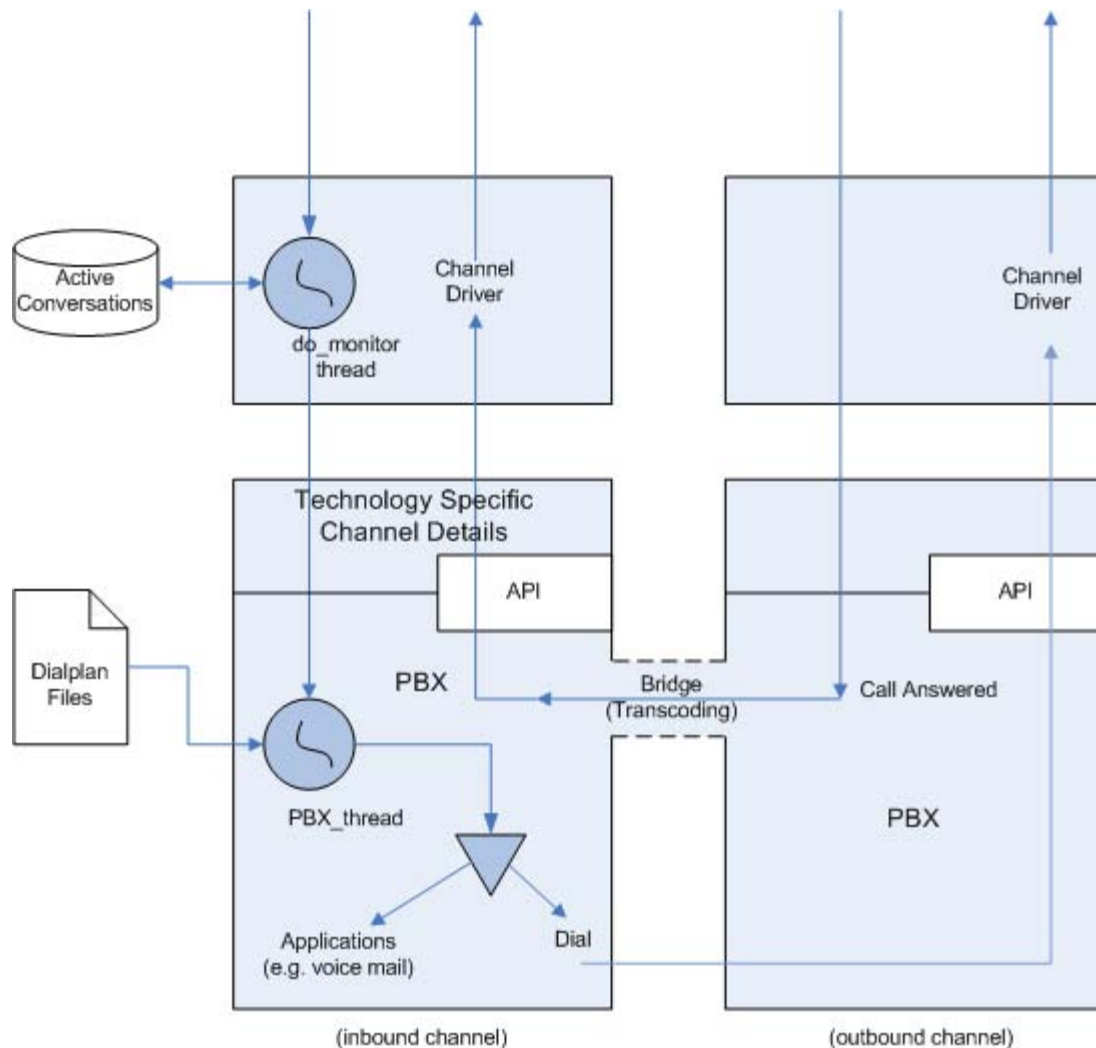 Active
Conversations
do_monitor
thread
Channel
Driver
Channel
Driver
Technology Specific
Channel Details
API
API
Dialplan
Files
PBX
Bridge
(Transcoding)
Call Answered
PBX_thread
PBX
Applications
(e.g. voice mail)
Dial
(inbound channel)
(outbound channel)